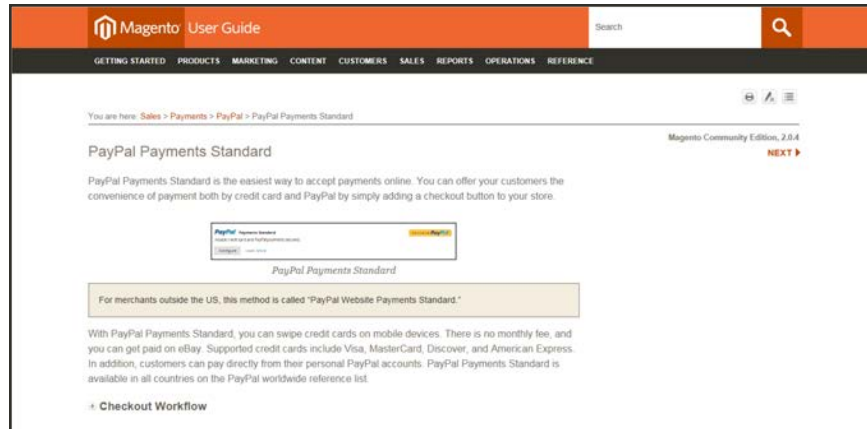 Magento User Guide
Search
GETTING STARTED PRODUCTS MARKETING CONTENT CUSTOMERS SALES REPORTS OPERATIONS REFERENCE
You are here: Sales > Payments > PayPal > PayPal Payments Standard
Magento Community Edition, 2.0.4
NEXT
PayPal Payments Standard
PayPal Payments Standard is the easiest way to accept payments online. You can offer your customers the
convenience of payment both by credit card and PayPal by simply adding a checkout button to your store.
PayPal Payments Standard
Configure Learn More
PayPal Payments Standard
For merchants outside the US, this method is called "PayPal Website Payments Standard."
With PayPal Payments Standard, you can swipe credit cards on mobile devices. There is no monthly fee, and
you can get paid on eBay. Supported credit cards include Visa, MasterCard, Discover, and American Express.
In addition, customers can pay directly from their personal PayPal accounts. PayPal Payments Standard is
available in all countries on the PayPal worldwide reference list.
Checkout Workflow